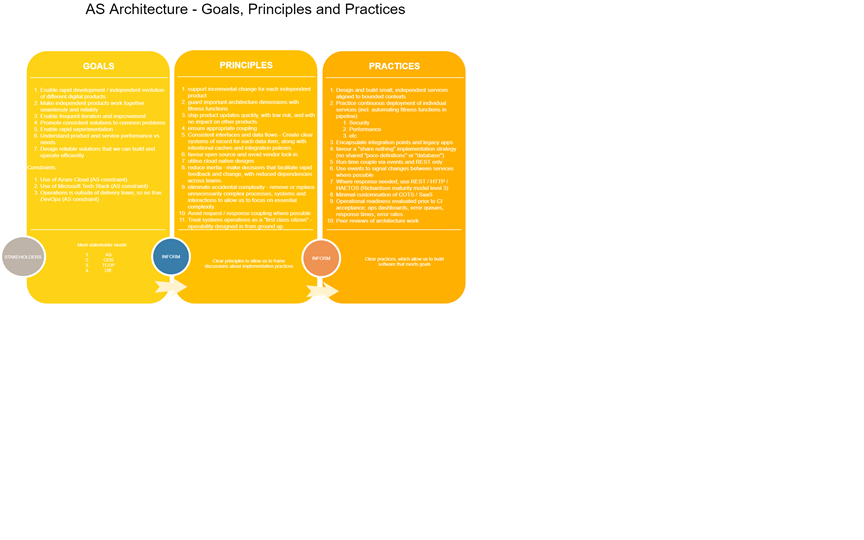 AS Architecture - Goals, Principles and Practices
GOALS
1. Enable rapid development / independent evolution
of different digital products
2. Make independent products work together
seamlessly and reliably
3. Enable frequent iteration and improvement
4. Promote consistent solutions to common problems
5. Enable rapid experimentation
6. Understand product and service performance vs
needs
7. Design reliable solutions that we can build and
operate efficiently
Constraints:
1. Use of Azure Cloud (AS constraint)
2. Use of Microsoft Tech Stack (AS constraint)
3. Operations is outside of delivery team, so no true
DevOps (AS constraint)
STAKEHOLDERS
Meet stakeholder needs
1. AS
2.
3.
4.
PRINCIPLES
1. support incremental change for each independent
product
2. guard important architecture dimensions with
fitness functions
3. ship product updates quickly, with low risk, and with
no impact on other products
4. ensure appropriate coupling
5. Consistent interfaces and data flows - Create clear
systems of record for each data item, along with
intentional caches and integration policies.
6. favour open source and avoid vendor lock-in
7. utilise cloud native designs
8. reduce inertia - make decisions that facilitate rapid
feedback and change, with reduced dependencies
across teams.
9. eliminate accidental complexity - remove or replace
unnecessarily complex processes, systems and
interactions to allow us to focus on essential
complexity
10. Avoid request / response coupling where possible
11. Treat systems operations as a "first class citizen" -
operability designed in from ground up.
INFORM
Clear principles to allow us to frame
discussions about implementation practices
PRACTICES
1. Design and build small, independent services
aligned to bounded contexts
2. Practice continuous deployment of individual
services (incl. automating fitness functions in
pipeline)
1. Security
2. Performance
3. etc.
3. Encapsulate integration points and legacy apps
4. favour a "share nothing" implementation strategy
(no shared "poco definitions" or "database").
5. Run-time couple via events and REST only
6. Use events to signal changes between services
where possible
7. Where response needed, use REST / HTTP /
HAETOS (Richardson maturity model level 3)
8. Minimal customisation of COTS / SaaS
9. Operational readiness evaluated prior to CI
acceptance; ops dashboards, error queues,
response times, error rates
10. Peer reviews of architecture work
INFORM
Clear practices, which allow us to build
software that meets goals